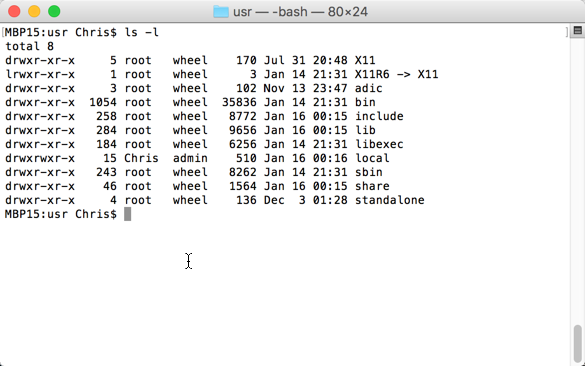 usr — -bash — 80×24
[MBP15:usr Chris$ ls -l ]
total 8
drwxr-xr-x 5 root wheel 170 Jul 31 20:48 X11
lrwxr-xr-x 1 root wheel 3 Jan 14 21:31 X11R6 -> X11
drwxr-xr-x 3 root wheel 102 Nov 13 23:47 adic
drwxr-xr-x 1054 root wheel 35836 Jan 14 21:31 bin
drwxr-xr-x 258 root wheel 8772 Jan 16 00:15 include
drwxr-xr-x 284 root wheel 9656 Jan 16 00:15 lib
drwxr-xr-x 184 root wheel 6256 Jan 14 21:31 libexec
drwxrwxr-x 15 Chris admin 510 Jan 16 00:16 local
drwxr-xr-x 243 root wheel 8262 Jan 14 21:31 sbin
drwxr-xr-x 46 root wheel 1564 Jan 16 00:15 share
drwxr-xr-x 4 root wheel 136 Dec 3 01:28 standalone
MBP15:usr Chris$